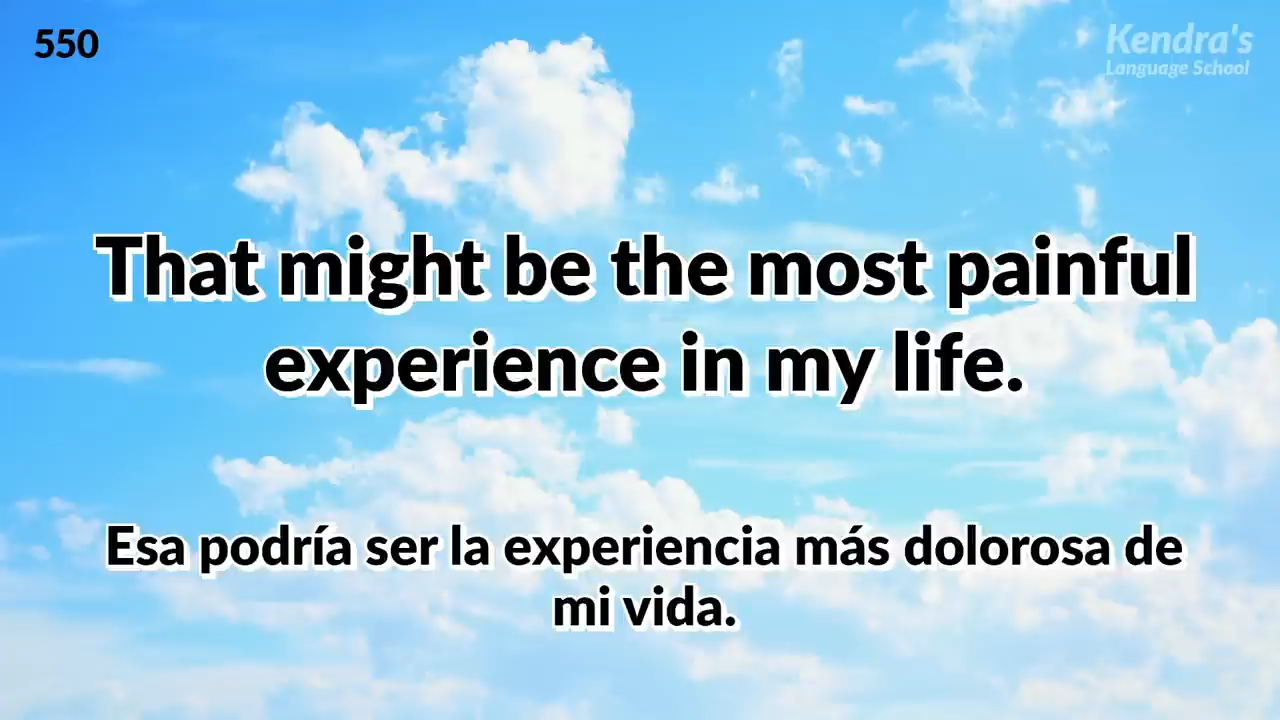 550
Kendra's
Language School
That might be the most painful
experience in my life.
Esa podría ser la experiencia más dolorosa de
mi vida.